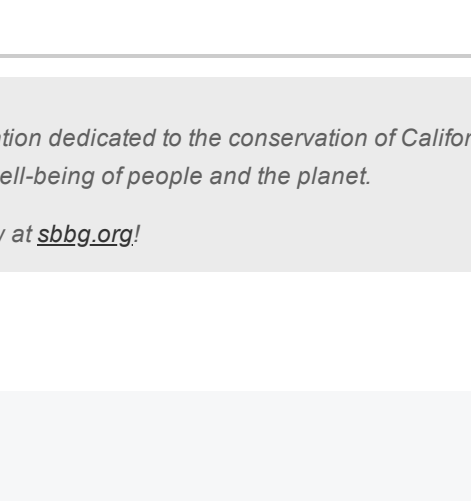 tion dedicated to the conservation of Califor
ell-being of people and the planet.
at sbbg.org!